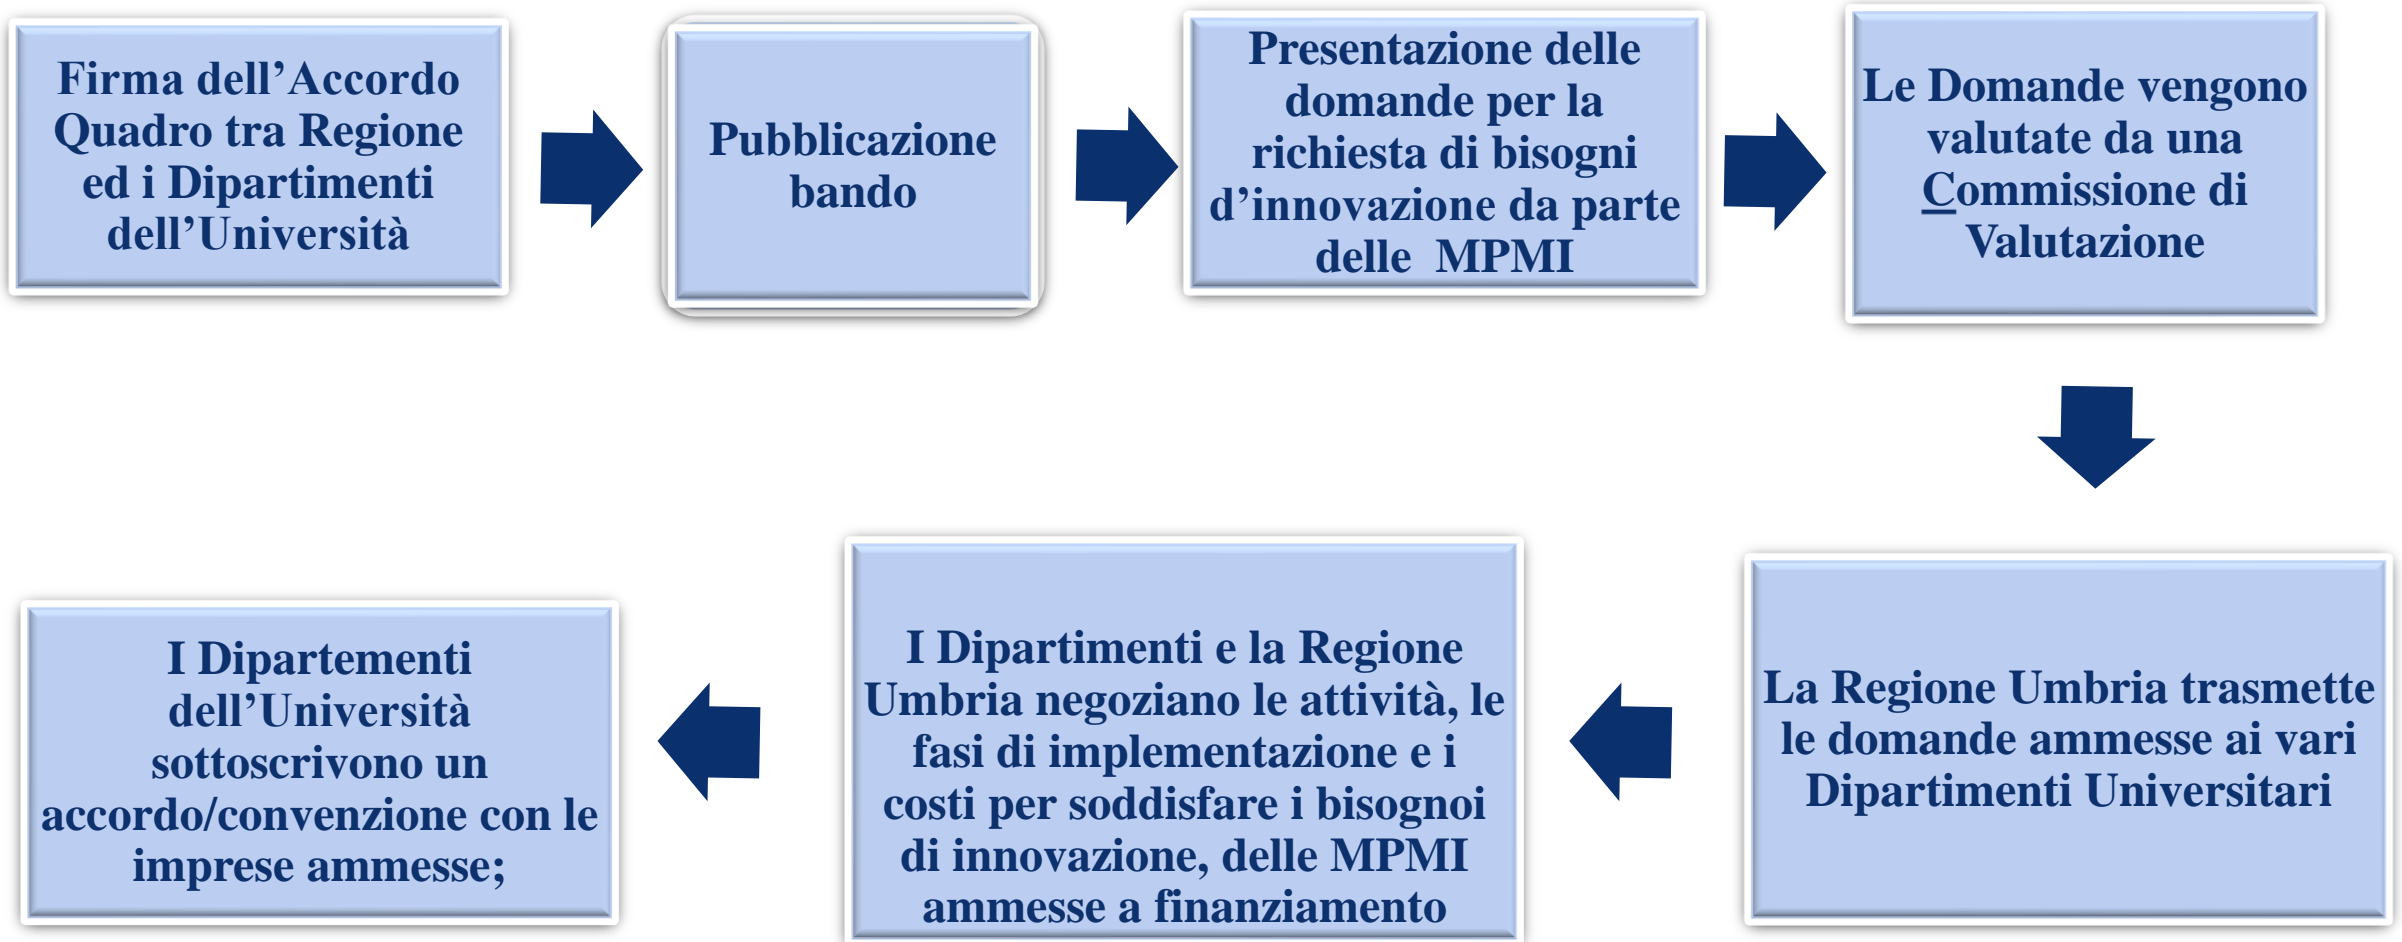 Firma dell’Accordo
Quadro tra Regione
ed i Dipartimenti
dell’Università
Pubblicazione
bando
Presentazione delle
domande per la
richiesta di bisogni
d’innovazione da parte
delle  MPMI
Le Domande vengono
valutate da una
Commissione di
Valutazione
La Regione Umbria trasmette
le domande ammesse ai vari
Dipartimenti Universitari
I Dipartimenti e la Regione
Umbria negoziano le attività, le
fasi di implementazione e i
costi per soddisfare i bisognoi
di innovazione, delle MPMI
ammesse a finanziamento
I Dipartementi
dell’Università
sottoscrivono un
accordo/convenzione con le
imprese ammesse;